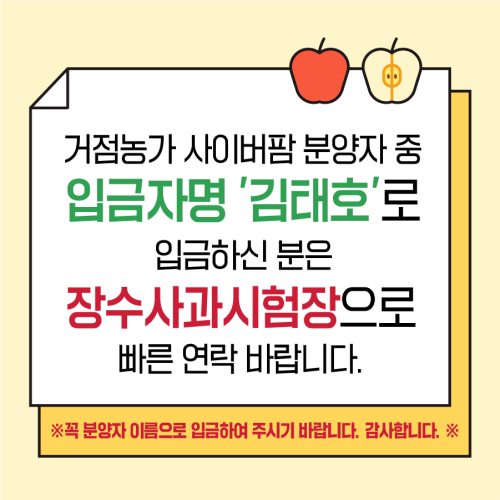 거점농가 사이버팜 분양자 중
입금자명 '김태호'로
입금하신 분은
장수사과시험장으로
빠른 연락 바랍니다.
※꼭 분양자 이름으로 입금하여 주시기 바랍니다. 감사합니다. ※